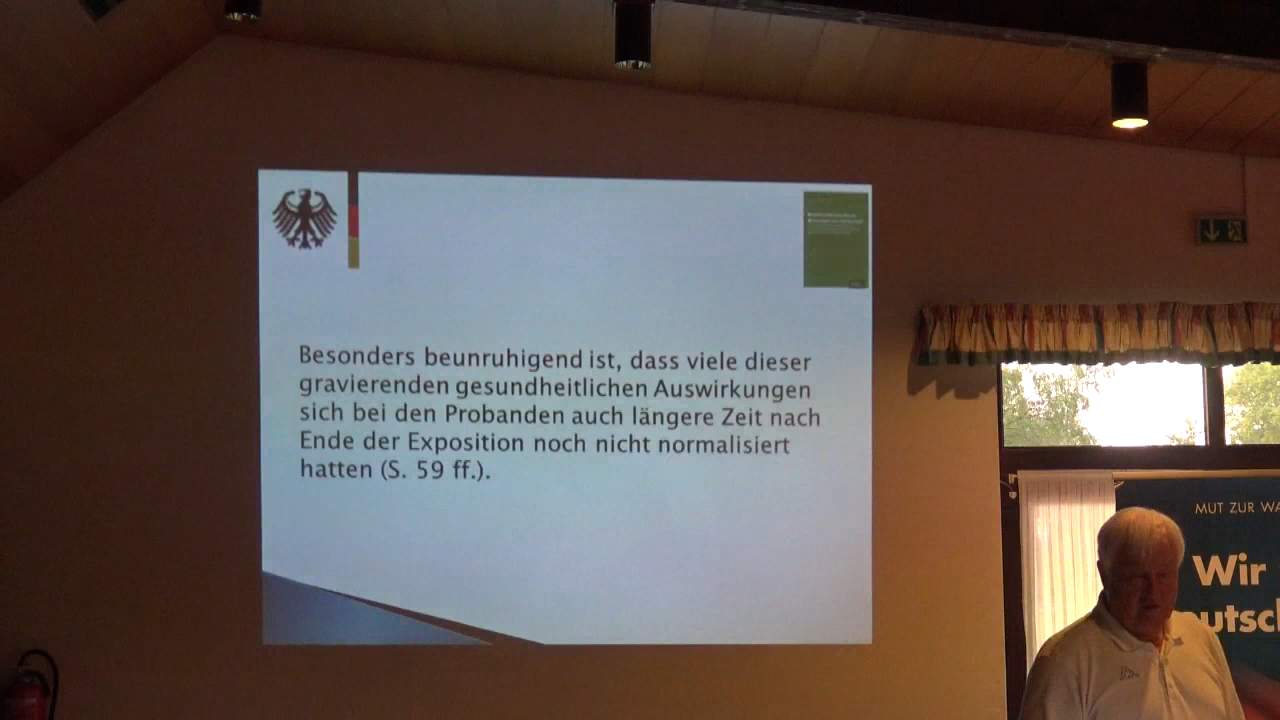 Besonders beunruhigend ist, dass viele dieser
gravierenden gesundheitlichen Auswirkungen
sich bei den Probanden auch längere Zeit nach
Ende der Exposition noch nicht normalisiert
hatten (S. 59 ff.).
MUT ZUR WA
Wir
eutsch